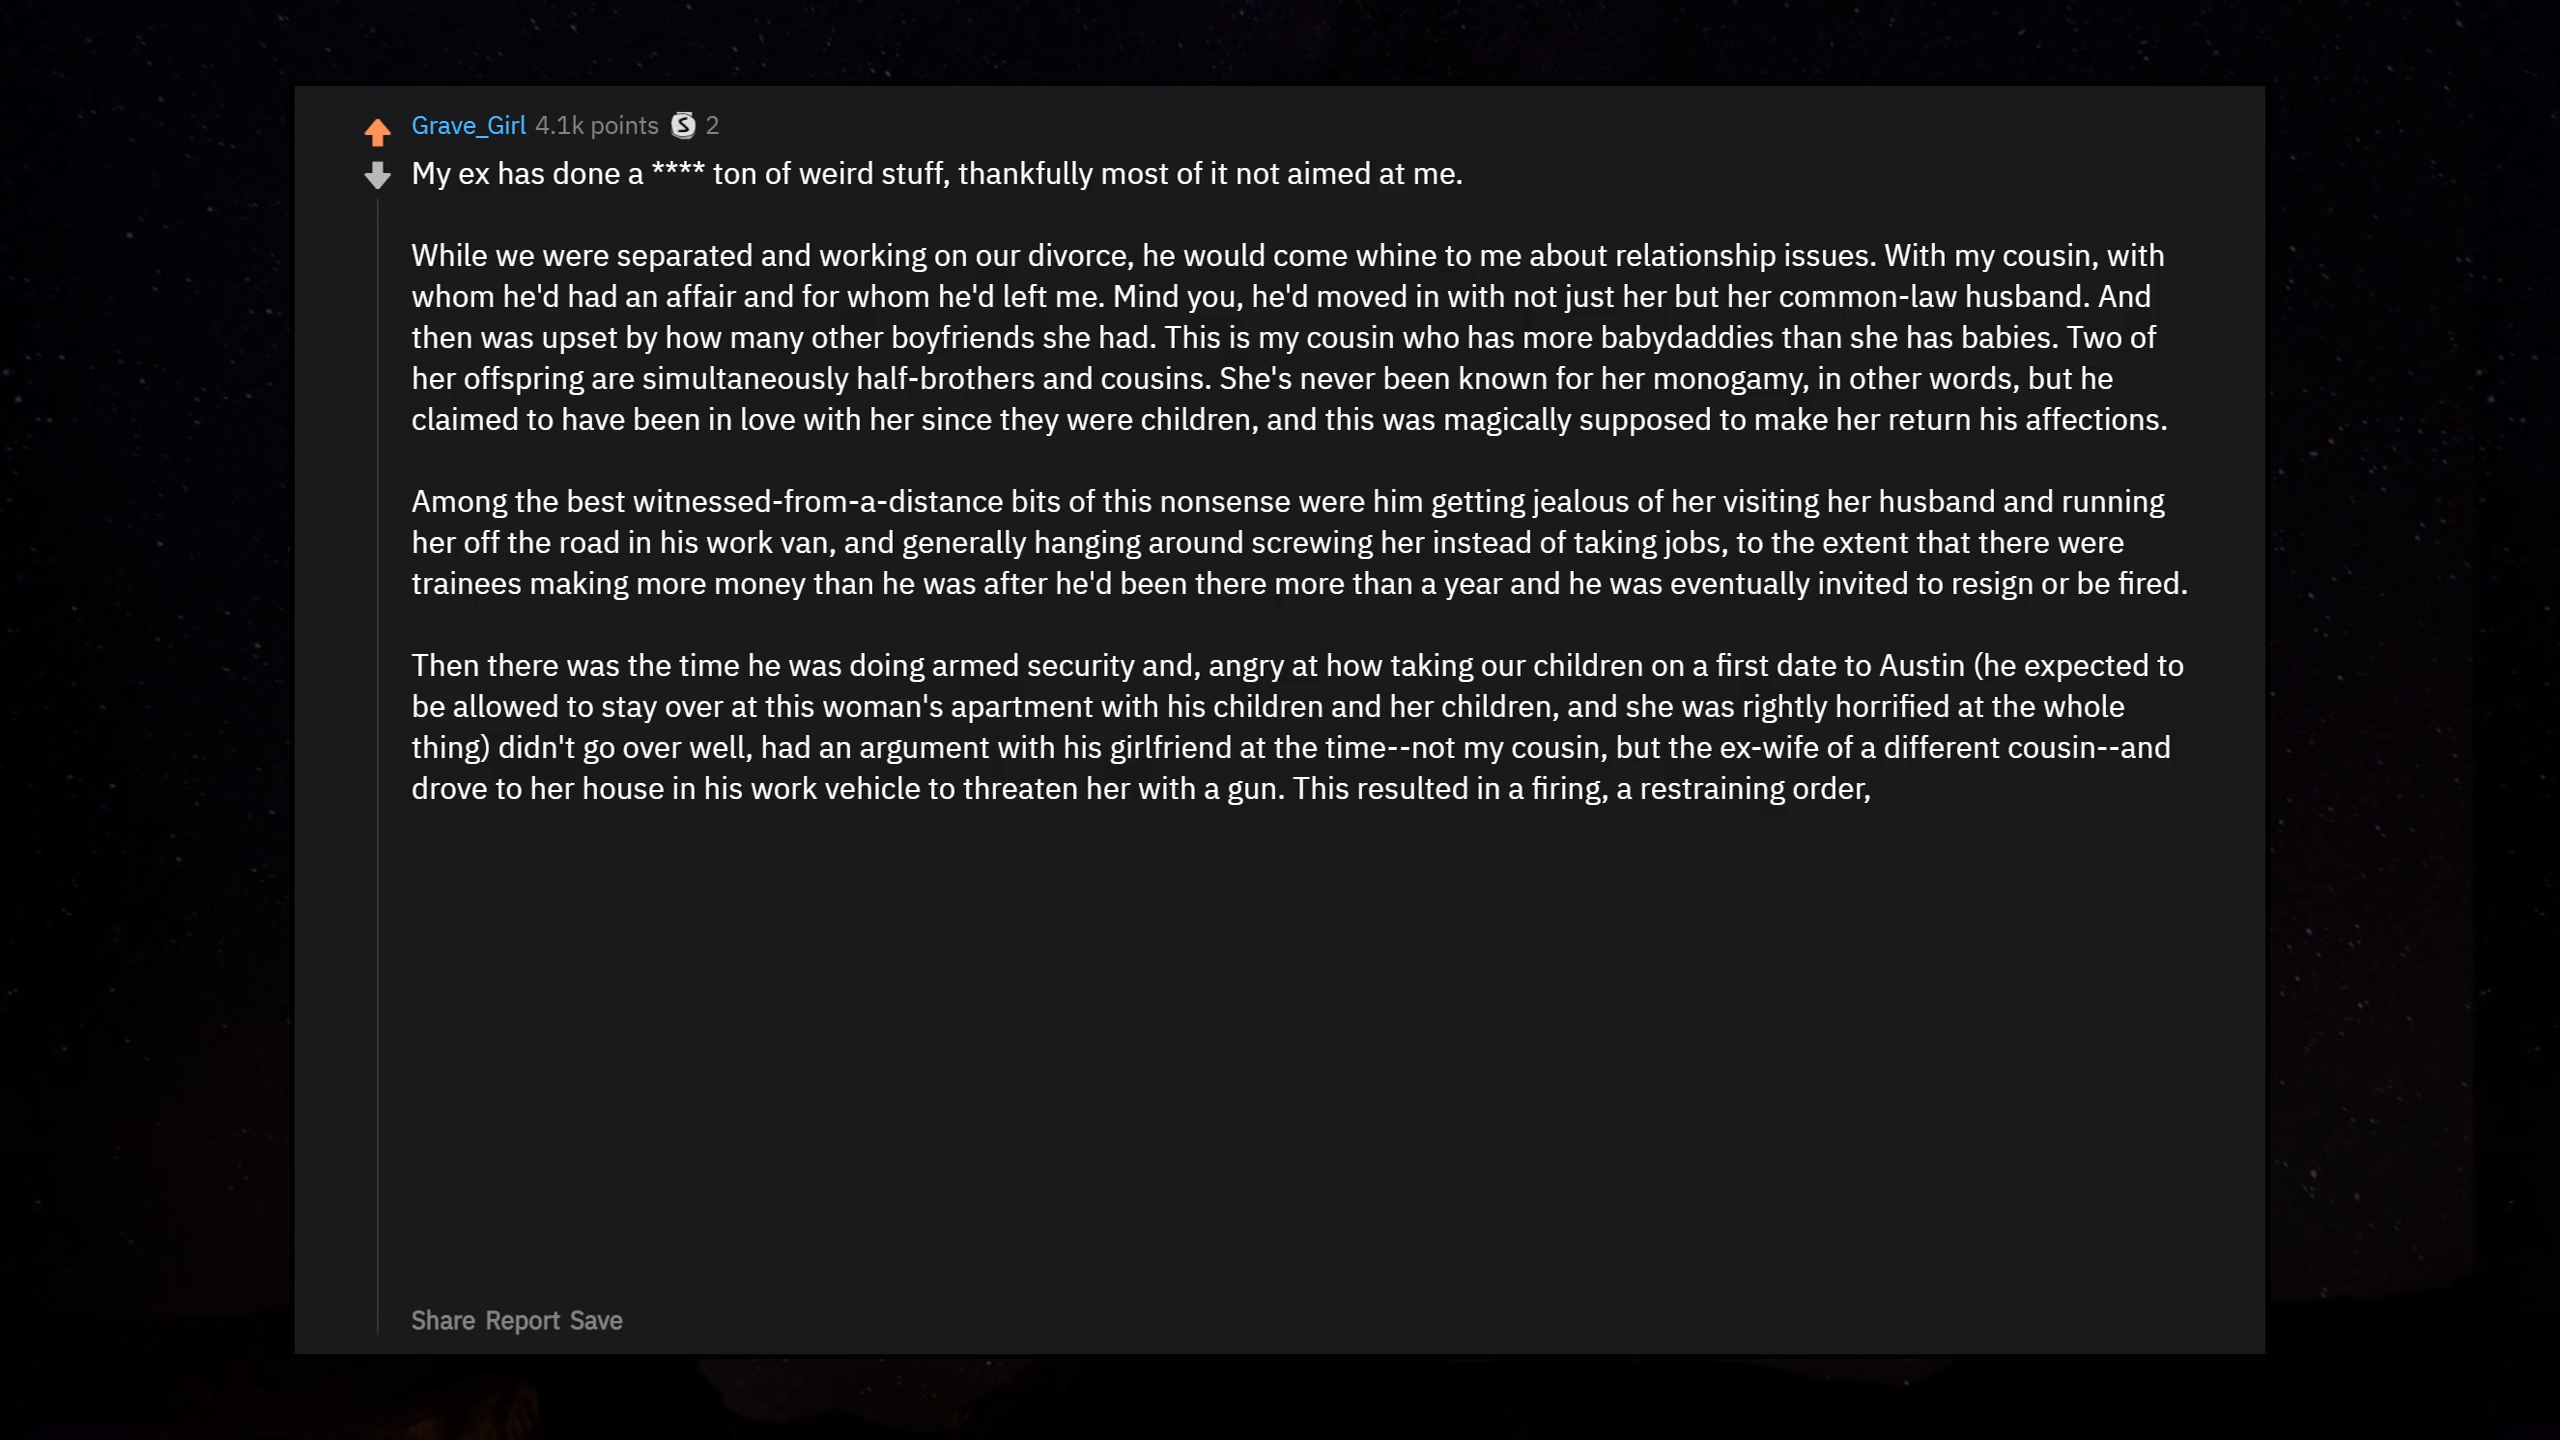 Grave_Girl 4.1k points S 2
My ex has done a **** ton of weird stuff, thankfully most of it not aimed at me.
While we were separated and working on our divorce, he would come whine to me about relationship issues. With my cousin, with
whom he'd had an affair and for whom he'd left me. Mind you, he'd moved in with not just her but her common-law husband. And
then was upset by how many other boyfriends she had. This is my cousin who has more babydaddies than she has babies. Two of
her offspring are simultaneously half-brothers and cousins. She's never been known for her monogamy, in other words, but he
claimed to have been in love with her since they were children, and this was magically supposed to make her return his affections.
Among the best witnessed-from-a-distance bits of this nonsense were him getting jealous of her visiting her husband and running
her off the road in his work van, and generally hanging around screwing her instead of taking jobs, to the extent that there were
trainees making more money than he was after he'd been there more than a year and he was eventually invited to resign or be fired.
Then there was the time he was doing armed security and, angry at how taking our children on a first date to Austin (he expected to
be allowed to stay over at this woman's apartment with his children and her children, and she was rightly horrified at the whole
thing) didn't go over well, had an argument with his girlfriend at the time--not my cousin, but the ex-wife of a different cousin--and
drove to her house in his work vehicle to threaten her with a gun. This resulted in a firing, a restraining order,
Share Report Save